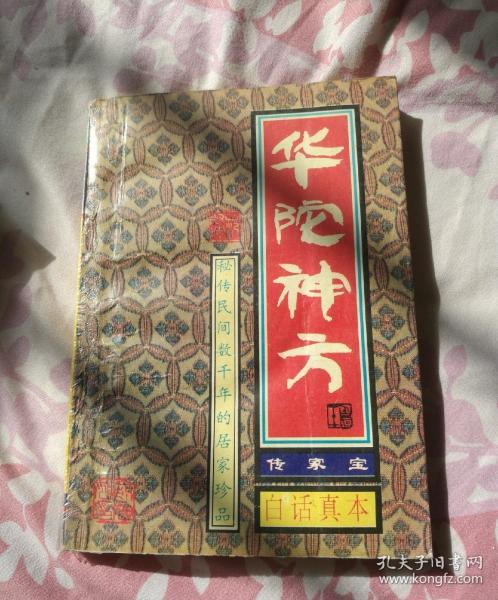 华陀神方
秘传民间数千年的居家珍品
传家宝
白话真本
孔夫子旧书网
www.kongfz.com